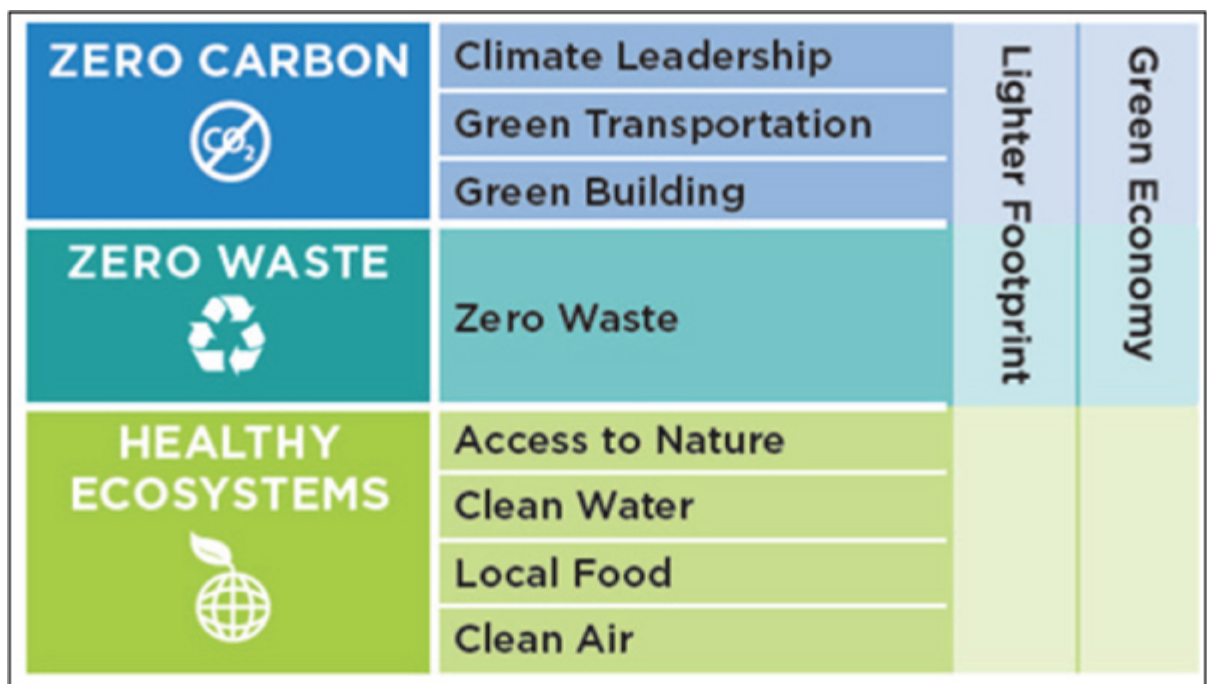 ZERO CARBON
CO₂
Climate Leadership
Green Transportation
Green Building
ZERO WASTE
Zero Waste
HEALTHY
ECOSYSTEMS
Access to Nature
Clean Water
Local Food
Clean Air
Lighter Footprint
Green Economy